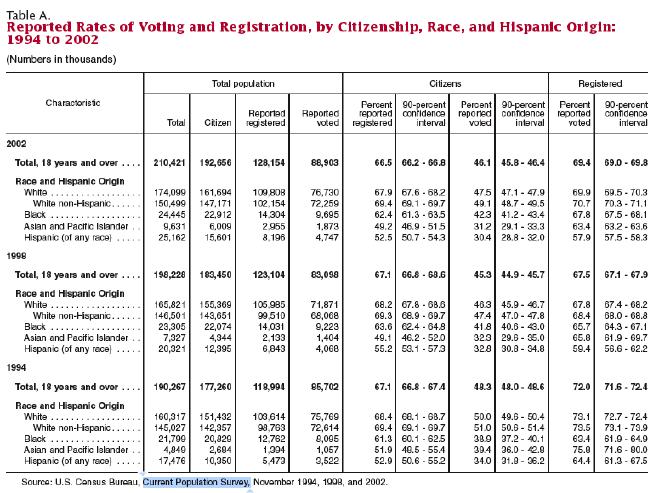 Table A.
Reported Rates of Voting and Registration, by Citizenship, Race, and Hispanic Origin:
1994 to 2002
(Numbers in thousands)
Total population Citizens Registered
Characteristic Total Citizen Reported registered Reported voted Percent reported registered 90-percent confidence interval Percent reported voted 90-percent confidence interval Percent reported voted 90-percent confidence interval
2002
Total, 18 years and over . . . . 210,421 192,656 128,154 88,903 66.5 66.2 - 66.8 46.1 45.8 - 46.4 69.4 69.0 - 69.8
Race and Hispanic Origin
White . . . . . . . . . . . . . . . . . . 174,099 161,694 109,808 76,730 67.9 67.6 - 68.2 47.5 47.1 - 47.9 69.9 69.5 - 70.3
White non-Hispanic. . . . . . 150,499 147,171 102,154 72,259 69.4 69.1 - 69.7 49.1 48.7 - 49.5 70.7 70.3 - 71.1
Black . . . . . . . . . . . . . . . . . . 24,445 22,912 14,304 9,695 62.4 61.3 - 63.5 42.3 41.2 - 43.4 67.8 67.5 - 68.1
Asian and Pacific Islander . . 9,631 6,009 2,955 1,873 49.2 46.9 - 51.5 31.2 29.1 - 33.3 63.4 63.2 - 63.6
Hispanic (of any race) . . . . . 25,162 15,601 8,196 4,747 52.5 50.7 - 54.3 30.4 28.8 - 32.0 57.9 57.5 - 58.3
1998
Total, 18 years and over . . . . 198,228 183,450 123,104 83,098 67.1 66.8 - 68.6 45.3 44.9 - 45.7 67.5 67.1 - 67.9
Race and Hispanic Origin
White . . . . . . . . . . . . . . . . . . 165,821 155,369 105,985 71,871 68.2 67.8 - 68.6 46.3 45.9 - 46.7 67.8 67.4 - 68.2
White non-Hispanic. . . . . . 146,501 143,651 99,510 68,068 69.3 68.9 - 69.7 47.4 47.0 - 47.8 68.4 68.0 - 68.8
Black . . . . . . . . . . . . . . . . . . 23,305 22,074 14,031 9,223 63.6 62.4 - 64.8 41.8 40.6 - 43.0 65.7 64.3 - 67.1
Asian and Pacific Islander . . 7,327 4,344 2,133 1,404 49.1 46.2 - 52.0 32.3 29.6 - 35.0 65.8 61.9 - 69.7
Hispanic (of any race) . . . . . 20,321 12,395 6,843 4,068 55.2 53.1 - 57.3 32.8 30.8 - 34.8 59.4 56.6 - 62.2
1994
Total, 18 years and over . . . . 190,267 177,260 118,994 85,702 67.1 66.8 - 67.4 48.3 48.0 - 48.6 72.0 71.6 - 72.4
Race and Hispanic Origin
White . . . . . . . . . . . . . . . . . . 160,317 151,432 103,614 75,769 68.4 68.1 - 68.7 50.0 49.6 - 50.4 73.1 72.7 - 72.4
White non-Hispanic. . . . . . 145,027 142,357 98,763 72,614 69.4 69.1 - 69.7 51.0 50.6 - 51.4 73.5 73.1 - 73.9
Black . . . . . . . . . . . . . . . . . . 21,799 20,829 12,762 8,095 61.3 60.1 - 62.5 38.9 37.2 - 40.1 63.4 61.9 - 64.9
Asian and Pacific Islander . . 4,849 2,684 1,394 1,057 51.9 48.5 - 55.4 39.4 36.0 - 42.8 75.8 71.6 - 80.0
Hispanic (of any race) . . . . . 17,476 10,350 5,473 3,522 52.9 50.6 - 55.2 34.0 31.8 - 36.2 64.4 61.3 - 67.5
Source: U.S. Census Bureau, Current Population Survey, November 1994, 1998, and 2002.